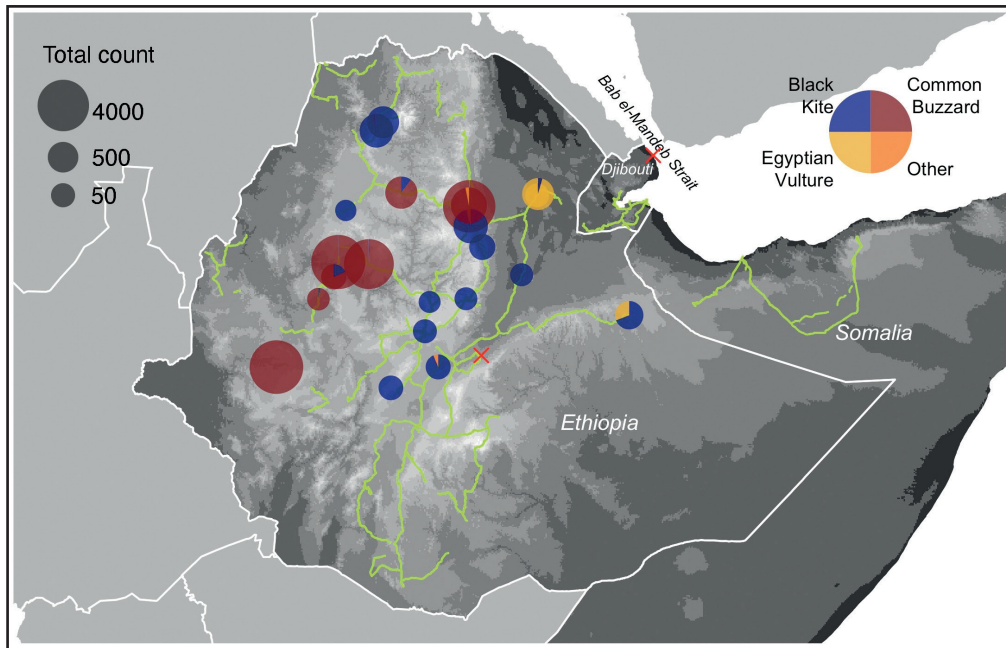 Total count
4000
500
50
Bab el-Mandeb Strait
Black
Kite
Common
Buzzard
Egyptian
Vulture
Other
Djibouti
Somalia
Ethiopia